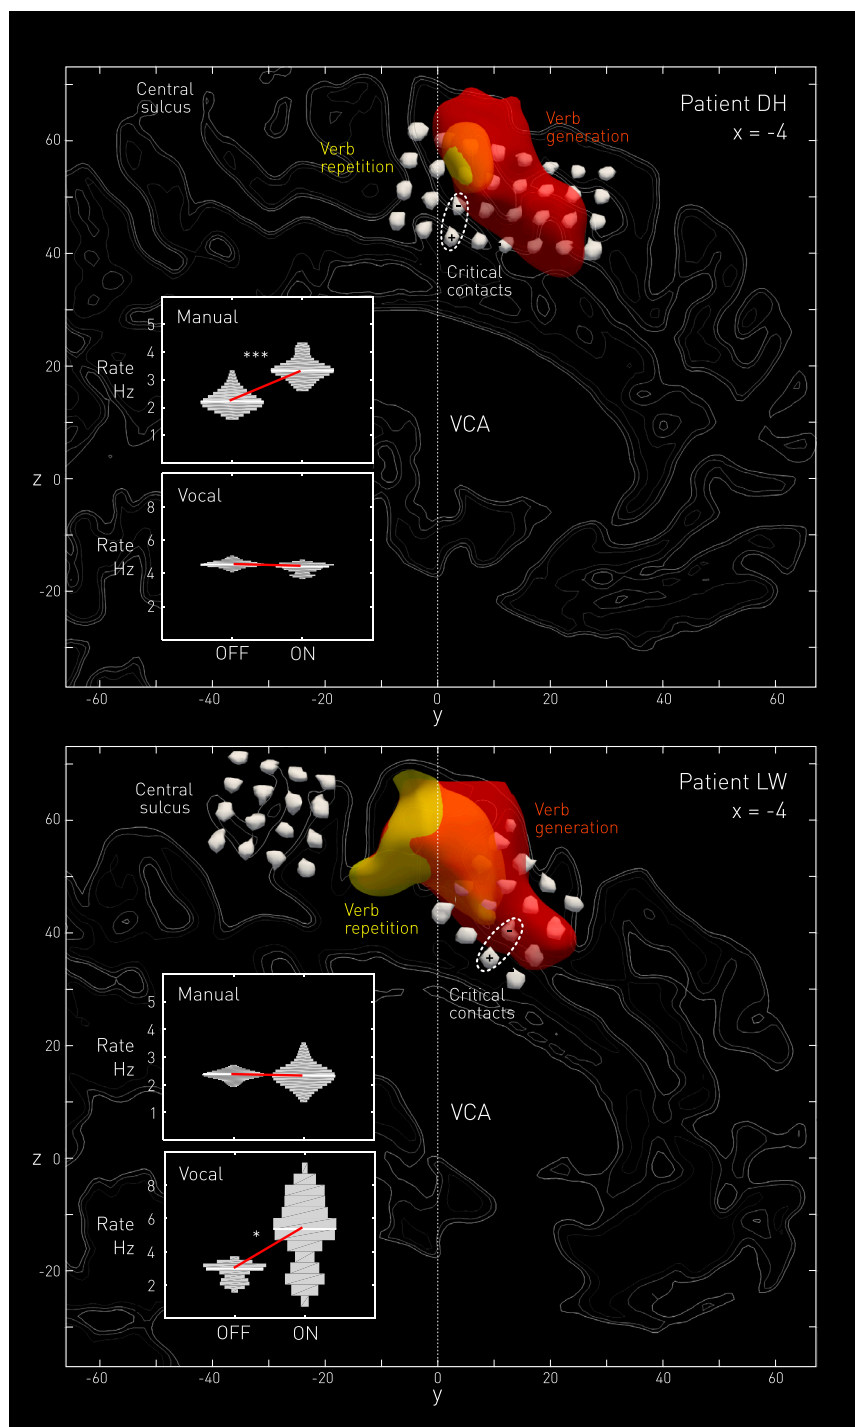 Central
sulcus
Patient DH
x = -4
Verb
generation
Verb
repetition
60
40
20
z 0
-20
-
+
Critical
contacts
VCA
Manual
5
4
3
2
1
Rate
Hz
***
Vocal
8
6
4
2
Rate
Hz
OFF ON
-60 -40 -20 0 20 40 60
y
Central
sulcus
Patient LW
x = -4
Verb
generation
Verb
repetition
60
40
20
z 0
-20
-
+
Critical
contacts
VCA
Manual
5
4
3
2
1
Rate
Hz
Vocal
8
6
4
2
Rate
Hz
*
OFF ON
-60 -40 -20 0 20 40 60
y